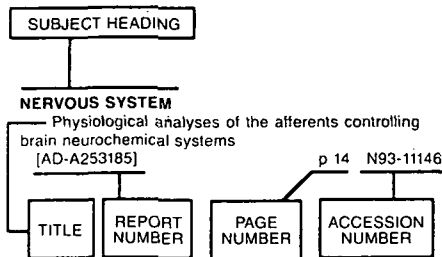 SUBJECT HEADING
NERVOUS SYSTEM
Physiological analyses of the afferents controlling
brain neurochemical systems
[AD-A253185] p 14 N93-11146
TITLE REPORT NUMBER PAGE NUMBER ACCESSION NUMBER